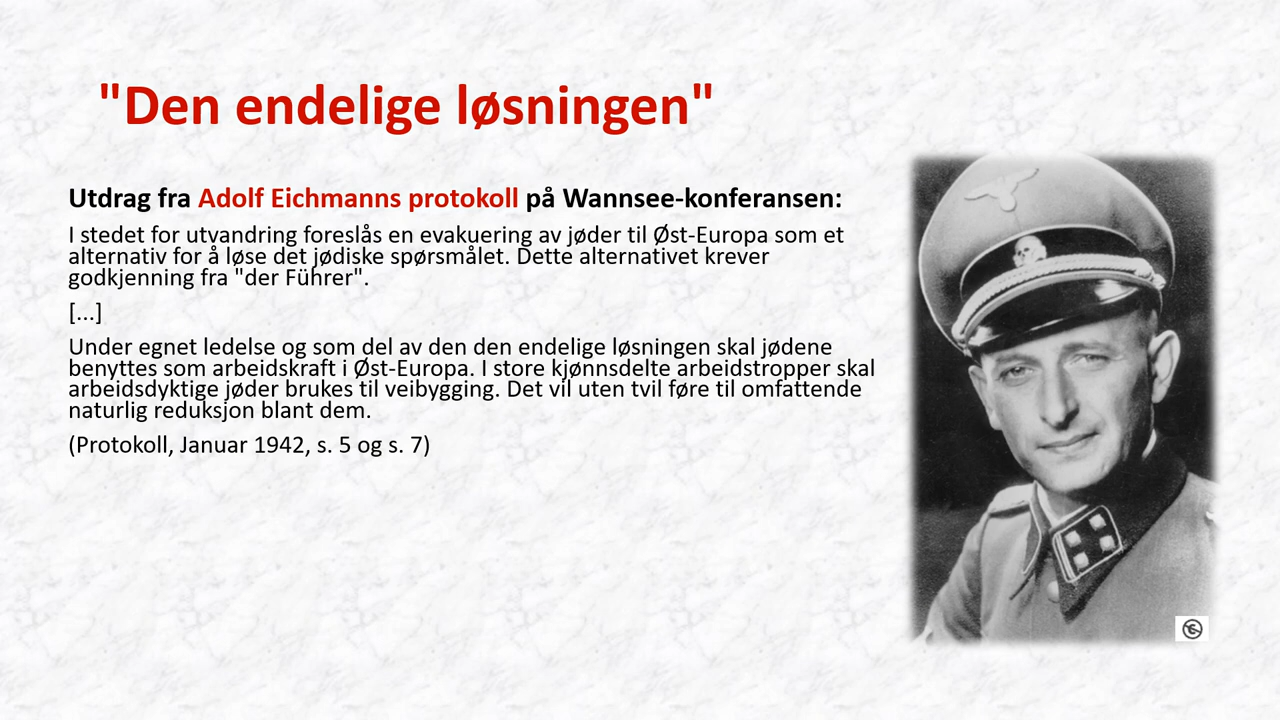 "Den endelige løsningen"
Utdrag fra Adolf Eichmanns protokoll på Wannsee-konferansen:
I stedet for utvandring foreslås en evakuering av jøder til Øst-Europa som et
alternativ for å løse det jødiske spørsmålet. Dette alternativet krever
godkjenning fra "der Führer".
[...]
Under egnet ledelse og som del av den den endelige løsningen skal jødene
benyttes som arbeidskraft i Øst-Europa. I store kjønnsdelte arbeidstropper skal
arbeidsdyktige jøder brukes til veibygging. Det vil uten tvil føre til omfattende
naturlig reduksjon blant dem.
(Protokoll, Januar 1942, s. 5 og s. 7)